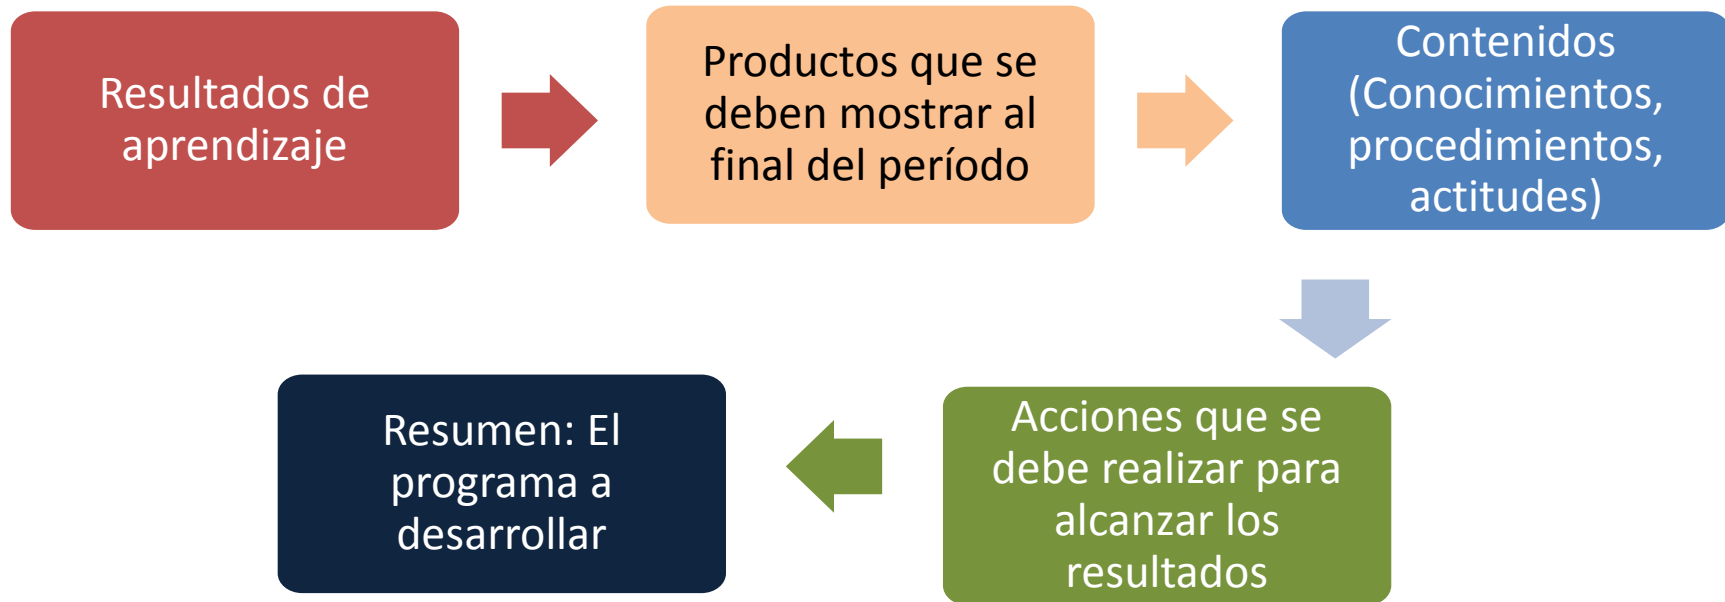 Resultados de
aprendizaje
Productos que se
deben mostrar al
final del período
Contenidos
(Conocimientos,
procedimientos,
actitudes)
Acciones que se
debe realizar para
alcanzar los
resultados
Resumen: El
programa a
desarrollar